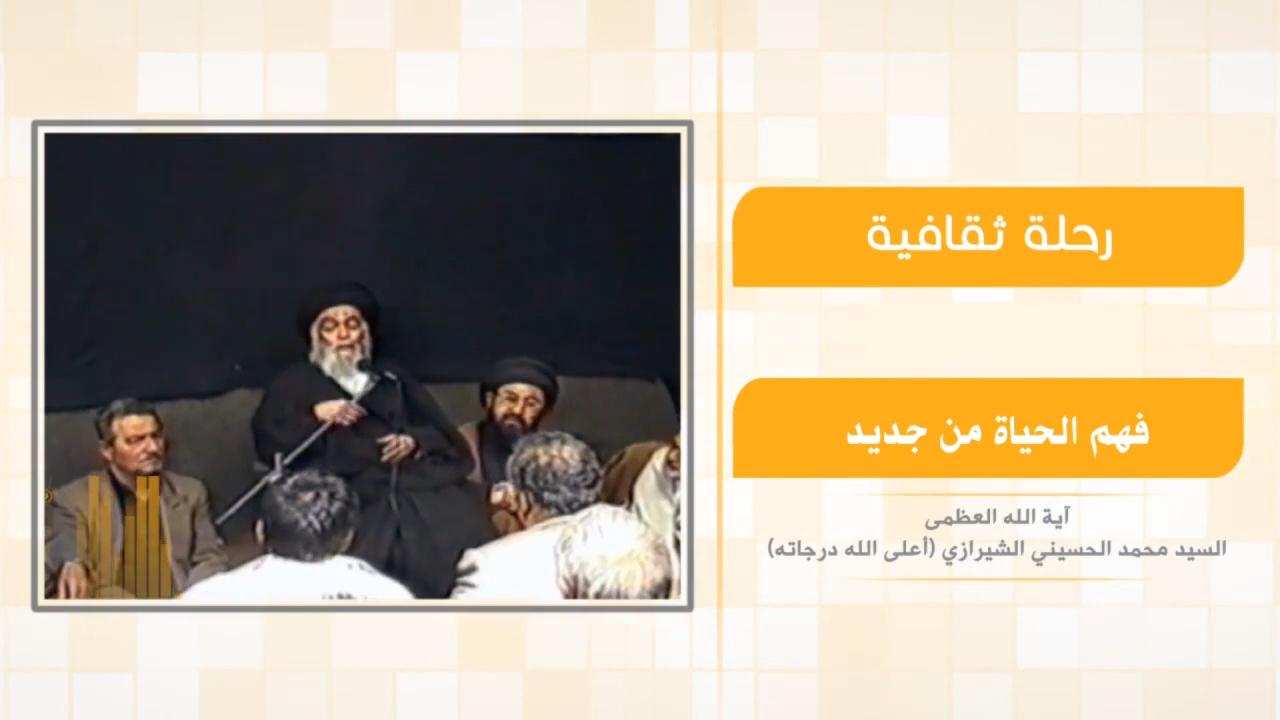 رحلة ثقافية
فهم الحياة من جديد
آية الله العظمى
السيد محمد الحسيني الشيرازي (أعلى الله درجاته)